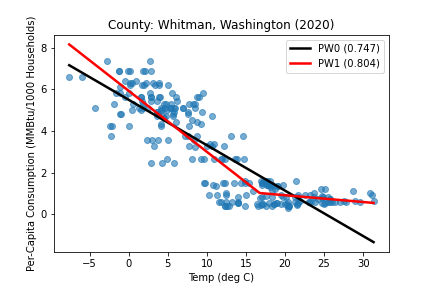 County: Whitman, Washington (2020)
Per-Capita Consumption (MMBtu/1000 Households)
8
6
4
2
0
PW0 (0.747)
PW1 (0.804)
−5
0
5
10
15
20
25
30
Temp (deg C)